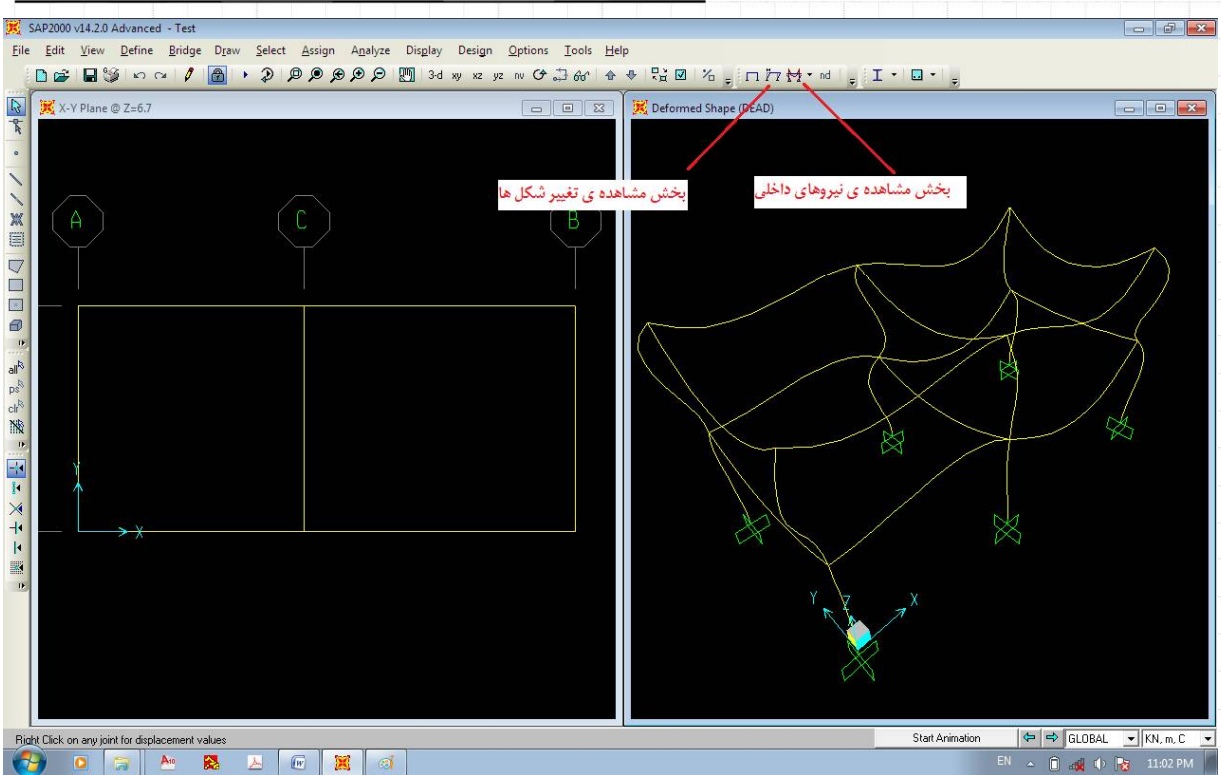 SAP2000 v14.2.0 Advanced - Test
File Edit View Define Bridge Draw Select Assign Analyze Display Design Options Tools Help
3-d xy xz yz nv nd
X-Y Plane @ Z=6.7
Deformed Shape (DEAD)
بخش مشاهده ی تغییر شکل ها
بخش مشاهده ی نیروهای داخلی
A C B
all
ps
clr
Y
X
Y Z X
Right Click on any joint for displacement values
Start Animation
GLOBAL
KN, m, C
EN
11:02 PM